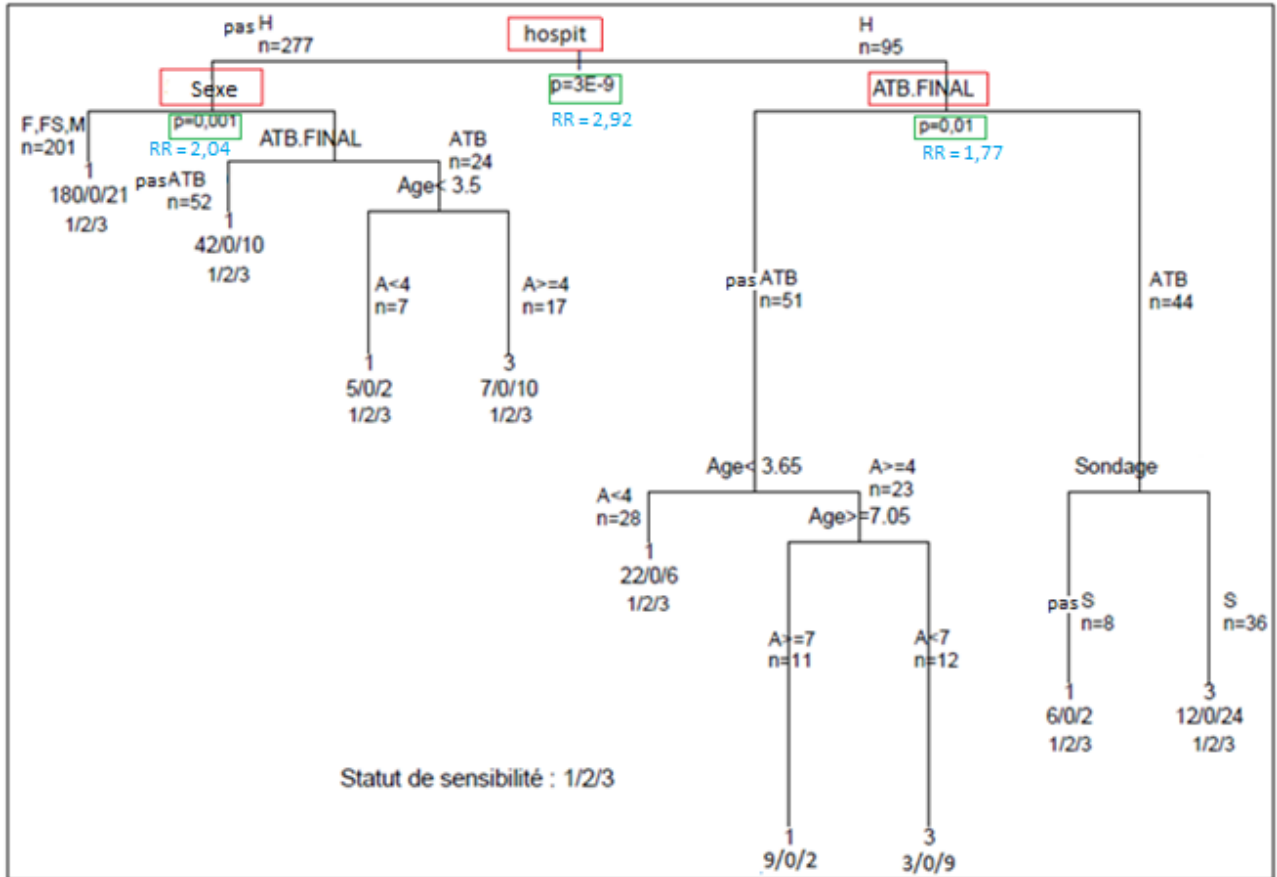 hospit
pas H
n=277
H
n=95
p=3E-9
RR = 2,92
Sexe
p=0,001
RR = 2,04
F,FS,M
n=201
1
180/0/21
1/2/3
ATB.FINAL
pas ATB
n=52
1
42/0/10
1/2/3
ATB
n=24
Age< 3.5
A<4
n=7
1
5/0/2
1/2/3
A>=4
n=17
3
7/0/10
1/2/3
ATB.FINAL
p=0,01
RR = 1,77
pas ATB
n=51
ATB
n=44
Age< 3.65
A<4
n=28
1
22/0/6
1/2/3
A>=4
n=23
Age>=7.05
A>=7
n=11
1
9/0/2
A<7
n=12
3
3/0/9
Sondage
pas S
n=8
1
6/0/2
1/2/3
S
n=36
3
12/0/24
1/2/3
Statut de sensibilité : 1/2/3